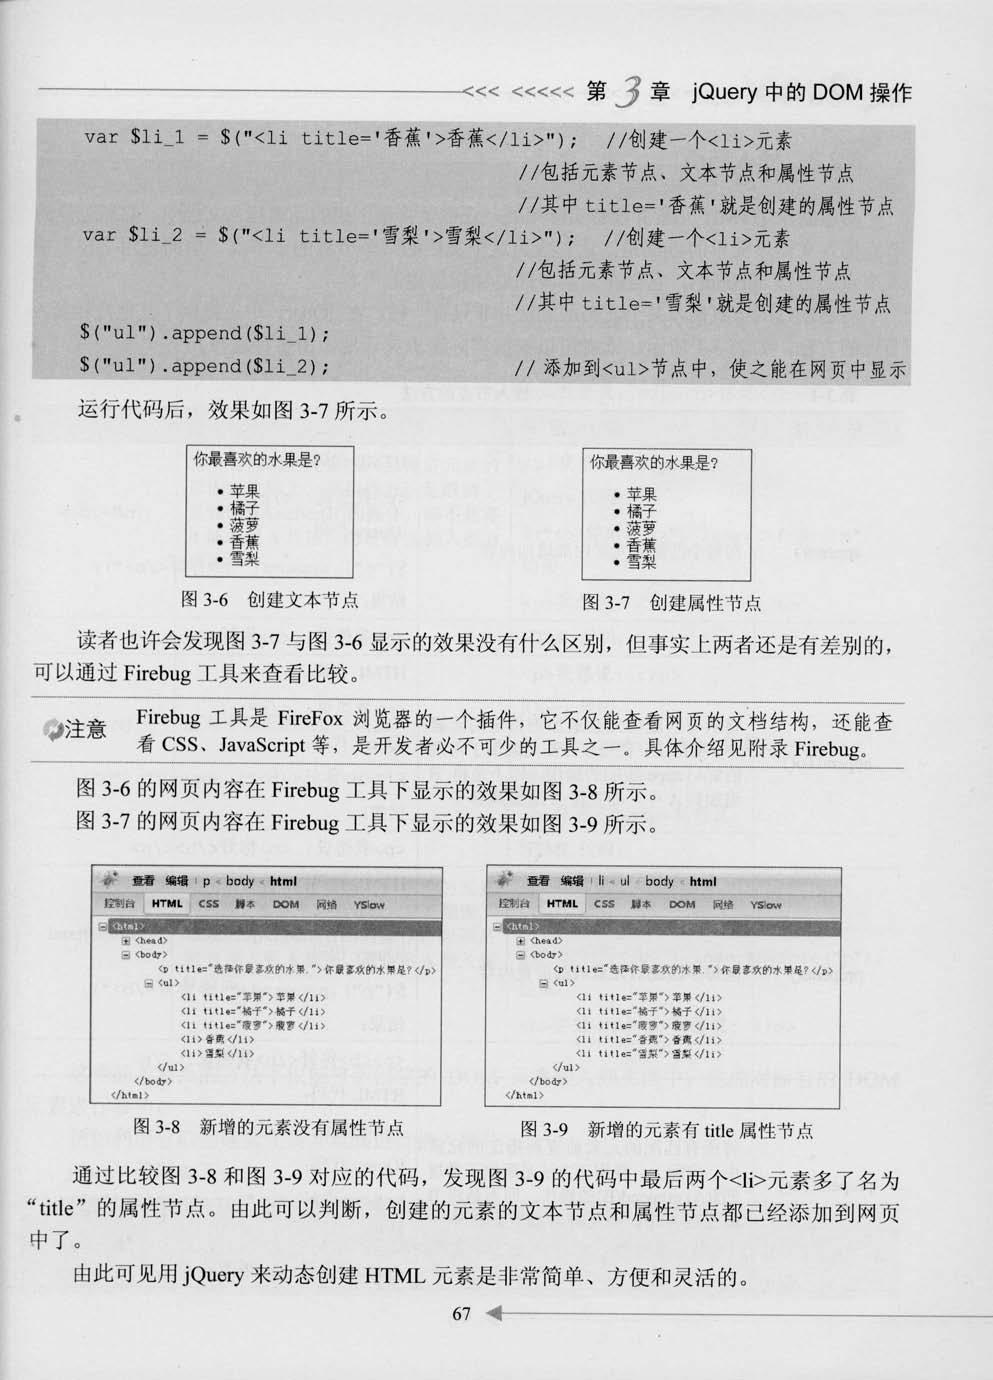 <<< <<<<< 第3章 jQuery 中的 DOM 操作
var $li_1 = $("<li title='香蕉'>香蕉</li>"); //创建一个<li>元素
//包括元素节点、文本节点和属性节点
//其中 title='香蕉'就是创建的属性节点
var $li_2 = $("<li title='雪梨'>雪梨</li>"); //创建一个<li>元素
//包括元素节点、文本节点和属性节点
//其中 title='雪梨'就是创建的属性节点
$("ul").append($li_1);
$("ul").append($li_2); // 添加到<ul>节点中，使之能在网页中显示
运行代码后，效果如图 3-7 所示。
你最喜欢的水果是?
• 苹果
• 橘子
• 菠萝
• 香蕉
• 雪梨
图 3-6 创建文本节点
你最喜欢的水果是?
• 苹果
• 橘子
• 菠萝
• 香蕉
• 雪梨
图 3-7 创建属性节点
读者也许会发现图 3-7 与图 3-6 显示的效果没有什么区别，但事实上两者还是有差别的，
可以通过 Firebug 工具来查看比较。
注意
Firebug 工具是 FireFox 浏览器的一个插件，它不仅能查看网页的文档结构，还能查
看 CSS、JavaScript 等，是开发者必不可少的工具之一。具体介绍见附录 Firebug。
图 3-6 的网页内容在 Firebug 工具下显示的效果如图 3-8 所示。
图 3-7 的网页内容在 Firebug 工具下显示的效果如图 3-9 所示。
查看 编辑 | p < body < html
控制台 HTML CSS 脚本 DOM 网络 YSlow
<html>
<head>
<body>
<p title="选择你最喜欢的水果.">你最喜欢的水果是?</p>
<ul>
<li title="苹果">苹果</li>
<li title="橘子">橘子</li>
<li title="菠萝">菠萝</li>
<li>香蕉</li>
<li>雪梨</li>
</ul>
</body>
</html>
图 3-8 新增的元素没有属性节点
查看 编辑 | li < ul < body < html
控制台 HTML CSS 脚本 DOM 网络 YSlow
<html>
<head>
<body>
<p title="选择你最喜欢的水果.">你最喜欢的水果是?</p>
<ul>
<li title="苹果">苹果</li>
<li title="橘子">橘子</li>
<li title="菠萝">菠萝</li>
<li title="香蕉">香蕉</li>
<li title="雪梨">雪梨</li>
</ul>
</body>
</html>
图 3-9 新增的元素有 title 属性节点
通过比较图 3-8 和图 3-9 对应的代码，发现图 3-9 的代码中最后两个<li>元素多了名为
“title”的属性节点。由此可以判断，创建的元素的文本节点和属性节点都已经添加到网页
中了。
由此可见用 jQuery 来动态创建 HTML 元素是非常简单、方便和灵活的。
67